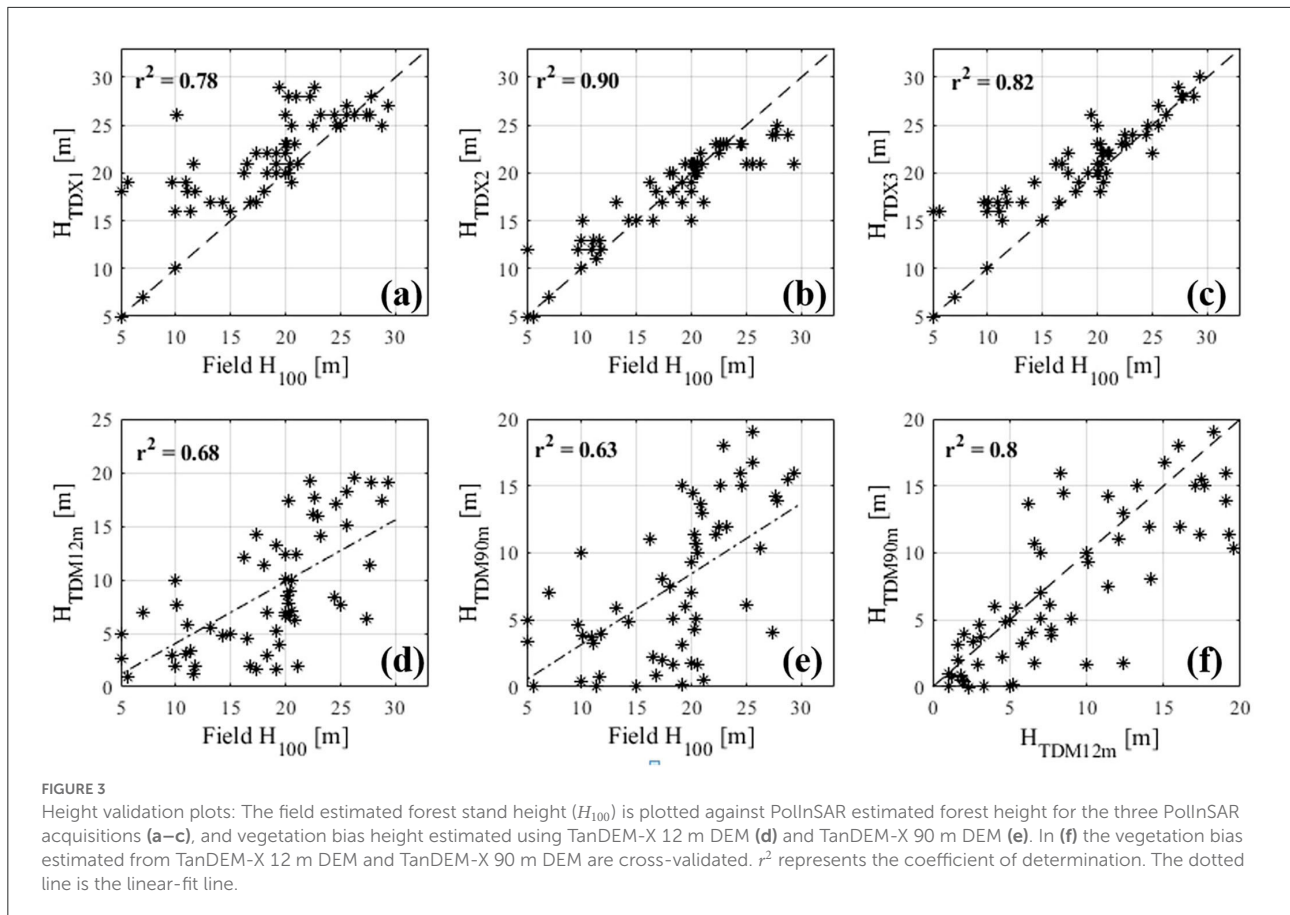 r² = 0.78
30
25
20
15
10
5
H_TDX1 [m]
5 10 15 20 25 30
Field H_100 [m]
(a)
r² = 0.90
30
25
20
15
10
5
H_TDX2 [m]
5 10 15 20 25 30
Field H_100 [m]
(b)
r² = 0.82
30
25
20
15
10
5
H_TDX3 [m]
5 10 15 20 25 30
Field H_100 [m]
(c)
r² = 0.68
25
20
15
10
5
0
H_TDM12m [m]
5 10 15 20 25 30
Field H_100 [m]
(d)
r² = 0.63
20
15
10
5
0
H_TDM90m [m]
5 10 15 20 25 30
Field H_100 [m]
(e)
r² = 0.8
20
15
10
5
0
H_TDM90m [m]
0 5 10 15 20
H_TDM12m [m]
(f)
FIGURE 3
Height validation plots: The field estimated forest stand height (H_100) is plotted against PolInSAR estimated forest height for the three PolInSAR
acquisitions (a–c), and vegetation bias height estimated using TanDEM-X 12 m DEM (d) and TanDEM-X 90 m DEM (e). In (f) the vegetation bias
estimated from TanDEM-X 12 m DEM and TanDEM-X 90 m DEM are cross-validated. r² represents the coefficient of determination. The dotted
line is the linear-fit line.